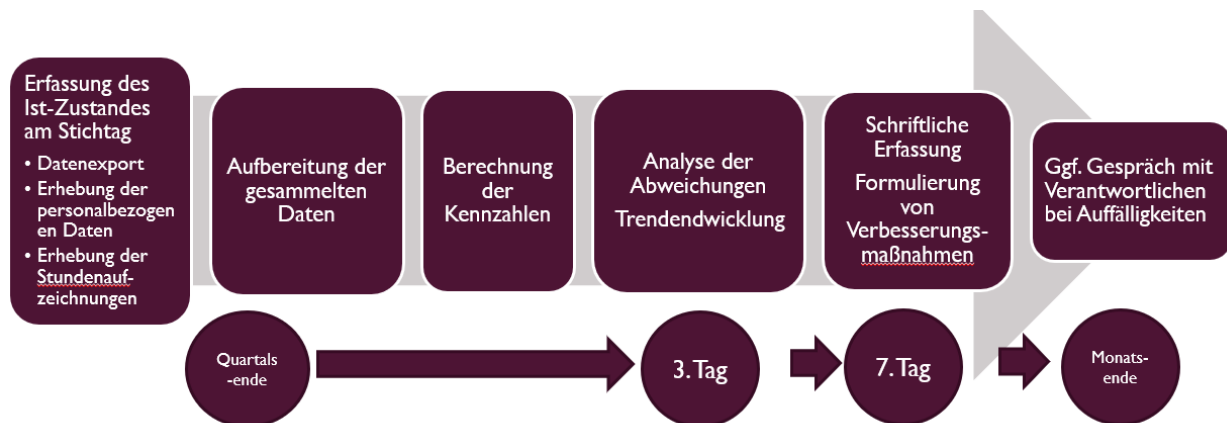 Erfassung des
Ist-Zustandes
am Stichtag
• Datenexport
• Erhebung der
personalbezogen
en Daten
• Erhebung der
Stundenauf-
zeichnungen
Aufbereitung der
gesammelten
Daten
Berechnung
der
Kennzahlen
Analyse der
Abweichungen
Trendendwicklung
Schriftliche
Erfassung
Formulierung
von
Verbesserungs-
maßnahmen
Ggf. Gespräch mit
Verantwortlichen
bei Auffälligkeiten
Quartals
-ende
3. Tag
7. Tag
Monats-
ende